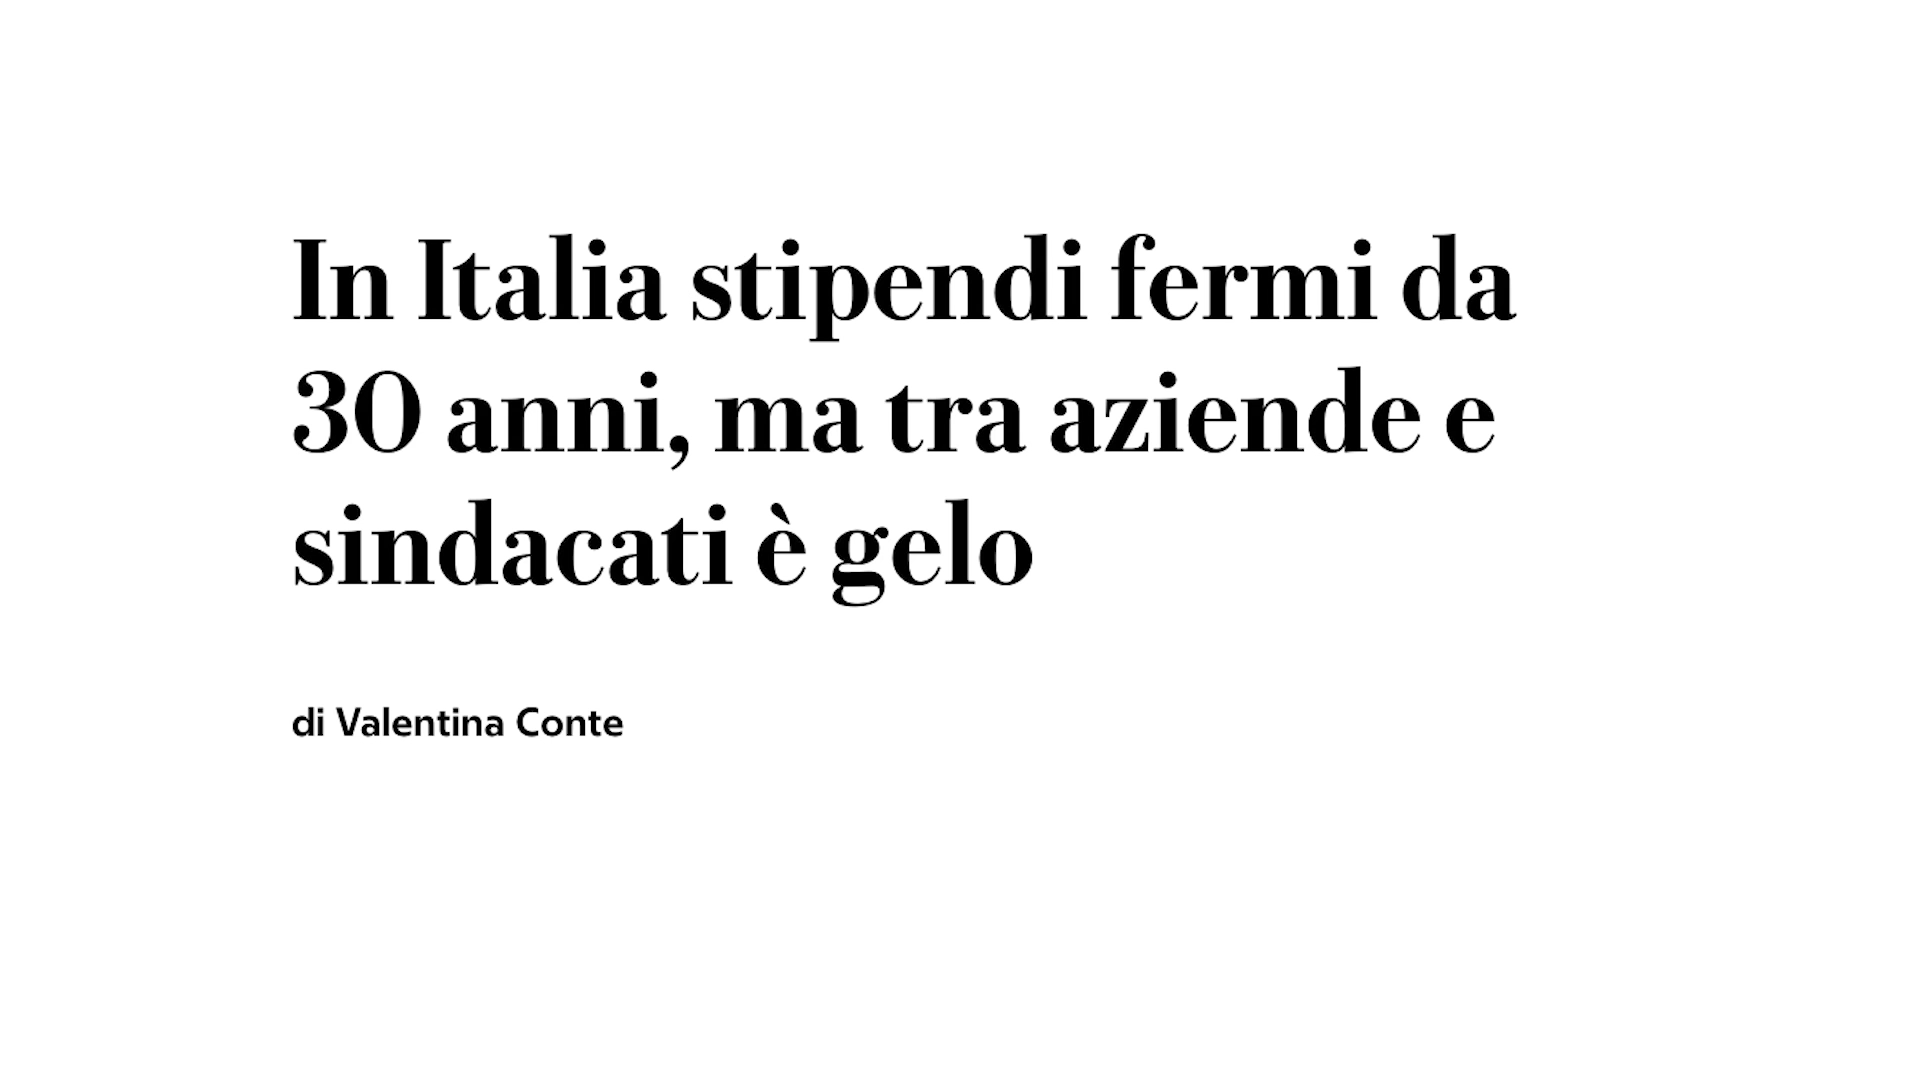 In Italia stipendi fermi da
30 anni, ma tra aziende e
sindacati è gelo
di Valentina Conte